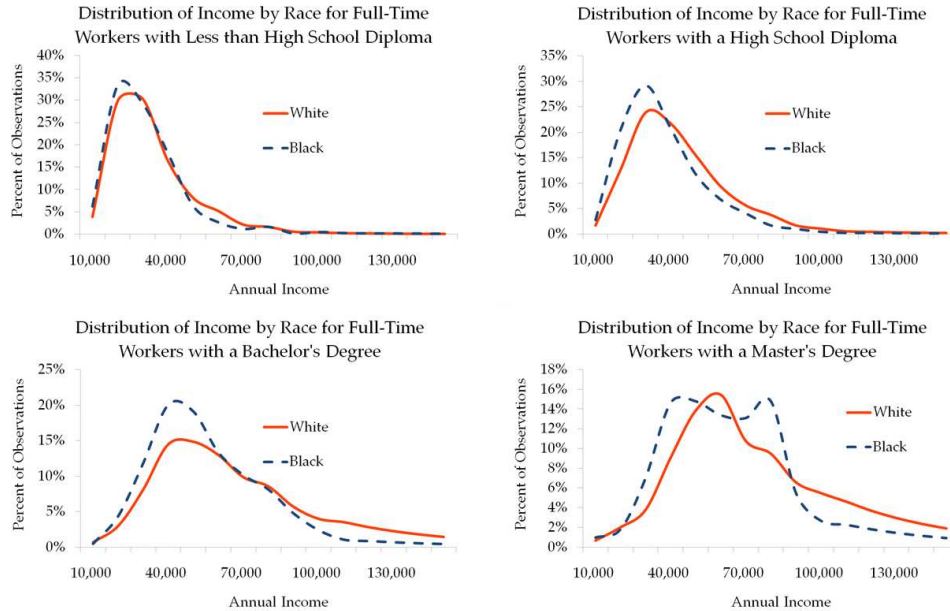 Distribution of Income by Race for Full-Time
Workers with Less than High School Diploma
40%
35%
30%
25%
20%
15%
10%
5%
0%
Percent of Observations
White
Black
10,000 40,000 70,000 100,000 130,000
Annual Income
Distribution of Income by Race for Full-Time
Workers with a High School Diploma
35%
30%
25%
20%
15%
10%
5%
0%
Percent of Observations
White
Black
10,000 40,000 70,000 100,000 130,000
Annual Income
Distribution of Income by Race for Full-Time
Workers with a Bachelor's Degree
25%
20%
15%
10%
5%
0%
Percent of Observations
White
Black
10,000 40,000 70,000 100,000 130,000
Annual Income
Distribution of Income by Race for Full-Time
Workers with a Master's Degree
18%
16%
14%
12%
10%
8%
6%
4%
2%
0%
Percent of Observations
White
Black
10,000 40,000 70,000 100,000 130,000
Annual Income